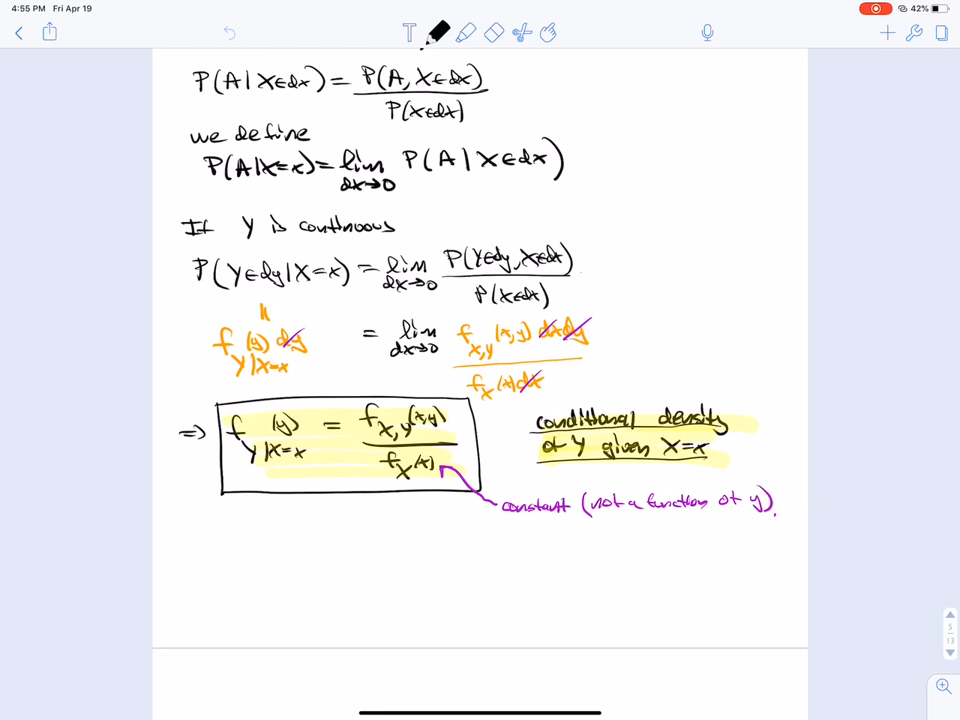 4:55 PM Fri Apr 19
42%
T
P(A|X∈dx) = P(A, X∈dx) / P(X∈dx)
we define
P(A|X=x) = lim dx→0 P(A|X∈dx)
If Y is continuous
P(Y∈dy|X=x) = lim dx→0 P(Y∈dy, X∈dx) / P(X∈dx)
f Y|X=x (y) dy = lim dx→0 f X,Y (x,y) dx dy / f X (x) dx
⇒ f Y|X=x (y) = f X,Y (x,y) / f X (x)
conditional density
of Y given X=x
constant (not a function of y).
5
13